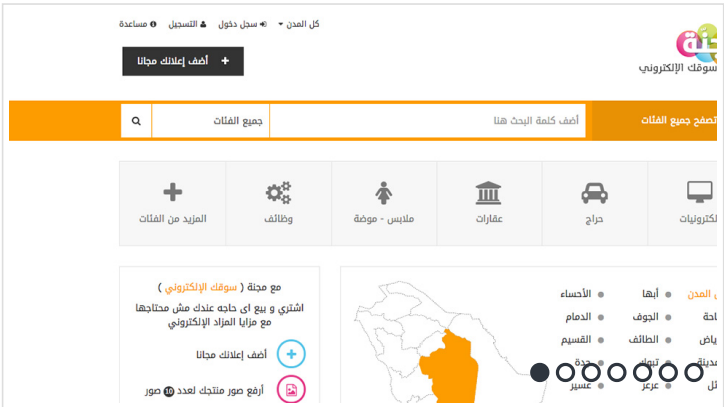 كل المدن سجل دخول التسجيل مساعدة
أضف إعلانك مجانا +
سوقك الإلكتروني
تصفح جميع الفئات أضف كلمة البحث هنا جميع الفئات
حراج عقارات ملابس - موضة وظائف المزيد من الفئات
المدن أبها الأحساء
الجوف الدمام
الطائف القصيم
تبوك جدة
عرعر عسير
مع مجنة ( سوقك الإلكتروني )
اشتري و بيع اى حاجه عندك مش محتاجها
مع مزايا المزاد الإلكتروني
أضف إعلانك مجانا
أرفع صور منتجك لعدد 10 صور